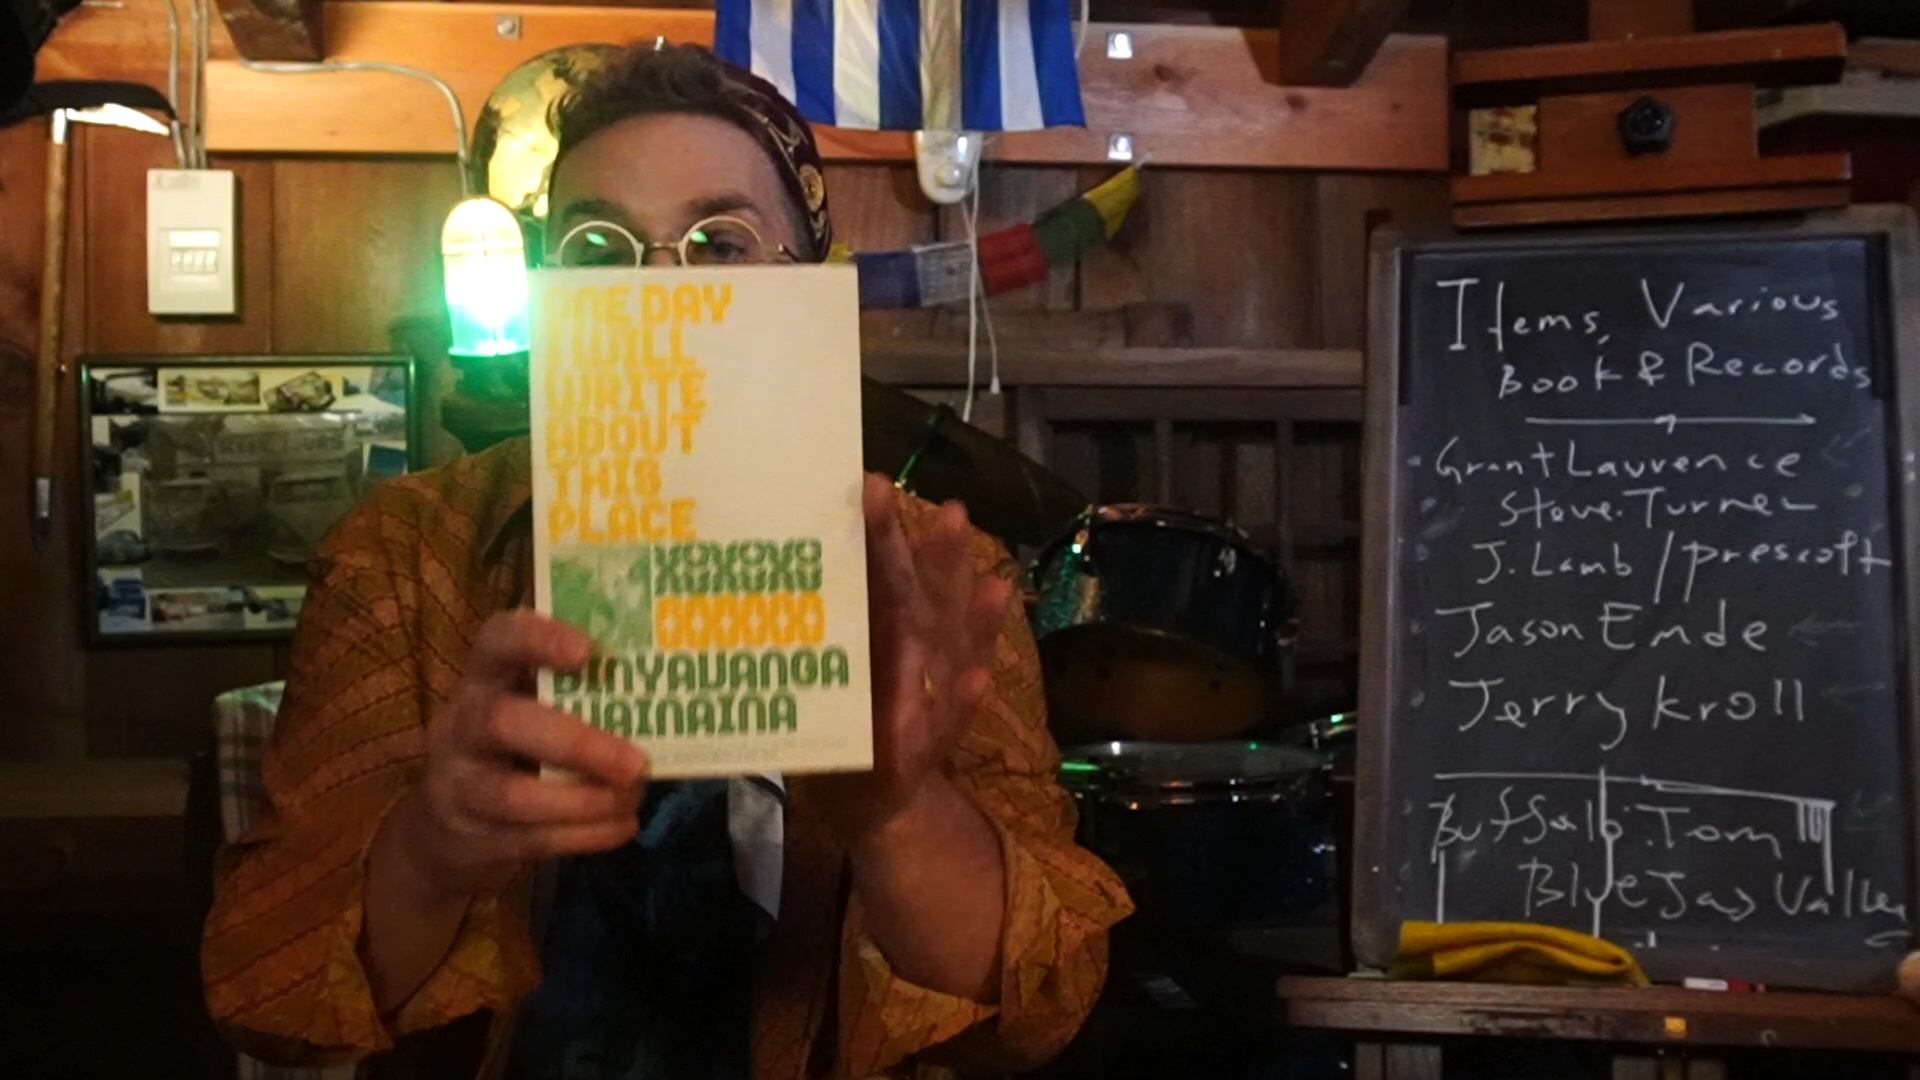 ONE DAY
I WILL
WRITE
ABOUT
THIS
PLACE
BINYAVANGA
WAINAINA
Items, Various
Book & Records
Grant Lawrence
Steve. Turner
J. Lamb / prescott
Jason Emde
Jerry kroll
Buffalo Tom
Blue Jay Valley